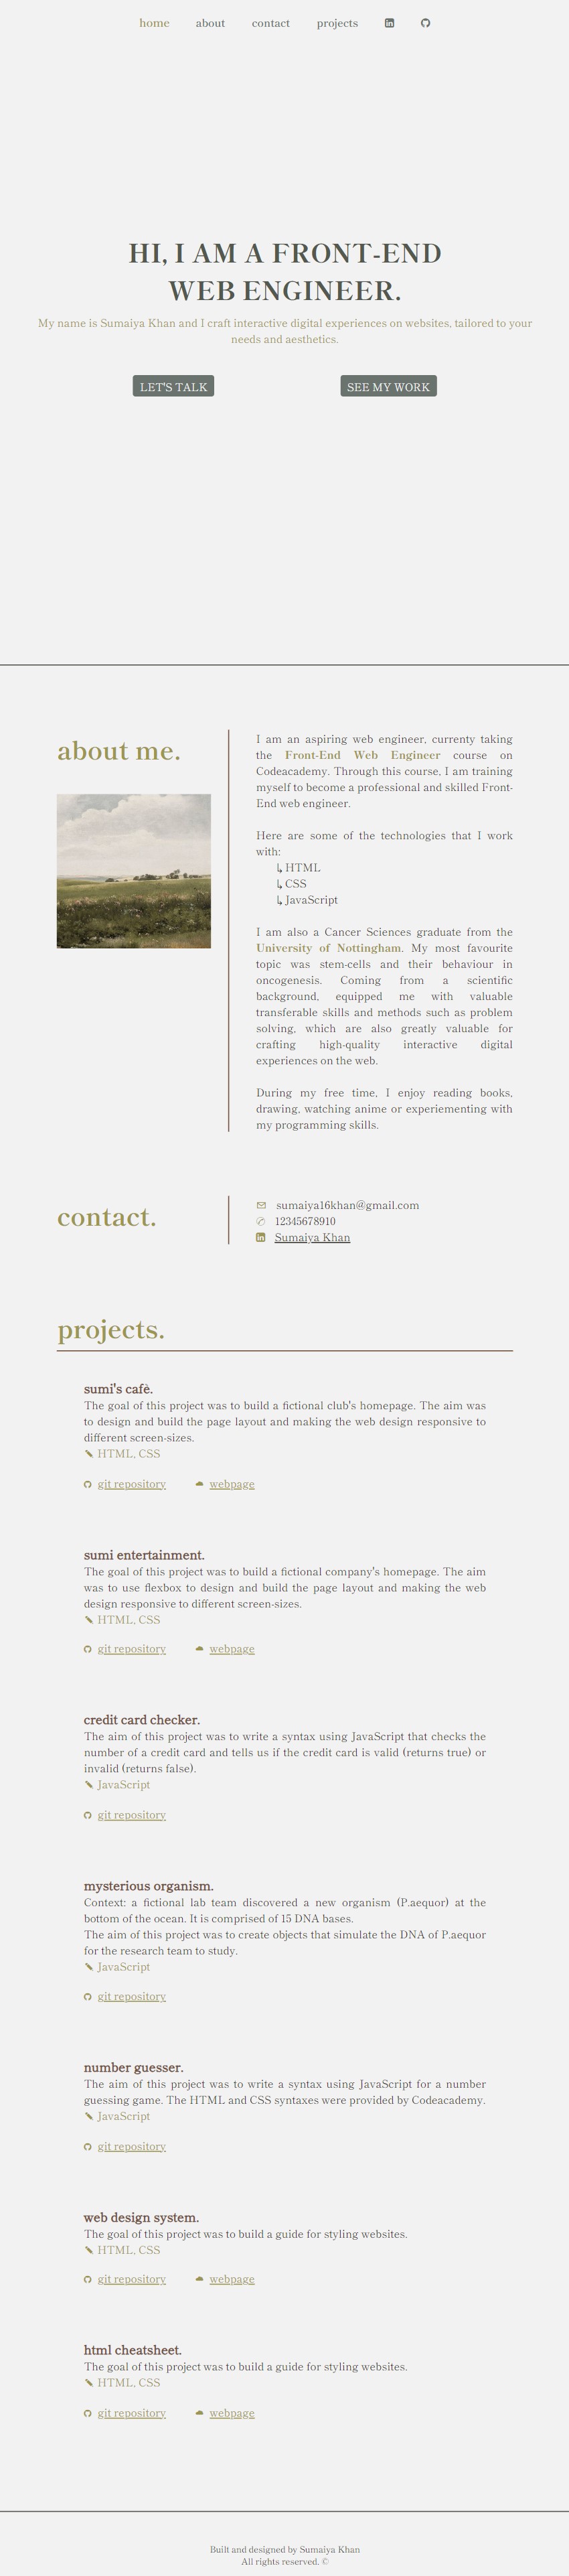 home about contact projects
HI, I AM A FRONT-END
WEB ENGINEER.
My name is Sumaiya Khan and I craft interactive digital experiences on websites, tailored to your
needs and aesthetics.
LET'S TALK
SEE MY WORK
about me.
I am an aspiring web engineer, currenty taking
the Front-End Web Engineer course on
Codeacademy. Through this course, I am training
myself to become a professional and skilled Front-
End web engineer.
Here are some of the technologies that I work
with:
↳ HTML
↳ CSS
↳ JavaScript
I am also a Cancer Sciences graduate from the
University of Nottingham. My most favourite
topic was stem-cells and their behaviour in
oncogenesis. Coming from a scientific
background, equipped me with valuable
transferable skills and methods such as problem
solving, which are also greatly valuable for
crafting high-quality interactive digital
experiences on the web.
During my free time, I enjoy reading books,
drawing, watching anime or experiementing with
my programming skills.
contact.
sumaiya16khan@gmail.com
12345678910
Sumaiya Khan
projects.
sumi's cafè.
The goal of this project was to build a fictional club's homepage. The aim was
to design and build the page layout and making the web design responsive to
different screen-sizes.
HTML, CSS
git repository webpage
sumi entertainment.
The goal of this project was to build a fictional company's homepage. The aim
was to use flexbox to design and build the page layout and making the web
design responsive to different screen-sizes.
HTML, CSS
git repository webpage
credit card checker.
The aim of this project was to write a syntax using JavaScript that checks the
number of a credit card and tells us if the credit card is valid (returns true) or
invalid (returns false).
JavaScript
git repository
mysterious organism.
Context: a fictional lab team discovered a new organism (P.aequor) at the
bottom of the ocean. It is comprised of 15 DNA bases.
The aim of this project was to create objects that simulate the DNA of P.aequor
for the research team to study.
JavaScript
git repository
number guesser.
The aim of this project was to write a syntax using JavaScript for a number
guessing game. The HTML and CSS syntaxes were provided by Codeacademy.
JavaScript
git repository
web design system.
The goal of this project was to build a guide for styling websites.
HTML, CSS
git repository webpage
html cheatsheet.
The goal of this project was to build a guide for styling websites.
HTML, CSS
git repository webpage
Built and designed by Sumaiya Khan
All rights reserved. ©